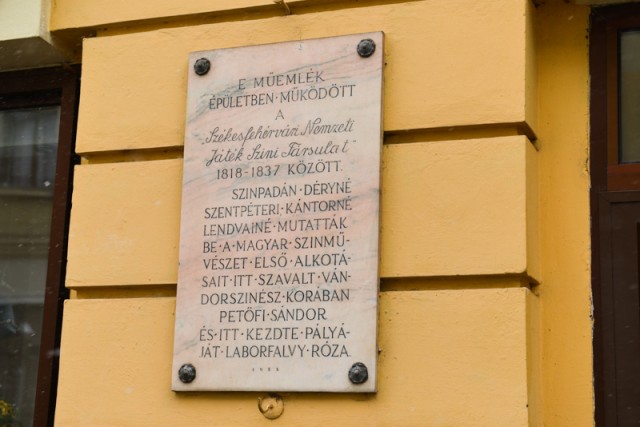 E MŰEMLÉK
ÉPÜLETBEN·MŰKÖDÖTT
A
„Székesfehérvári Nemzeti
Játék Szini Társulat"
1818-1837 KÖZÖTT.
SZINPADÁN·DÉRYNÉ
SZENTPÉTERI,·KÁNTORNÉ
LENDVAINÉ·MUTATTÁK
BE·A·MAGYAR·SZINMŰ-
VÉSZET·ELSŐ·ALKOTÁ-
SAIT·ITT·SZAVALT·VÁN-
DORSZINÉSZ·KORÁBAN
PETŐFI·SÁNDOR
ÉS·ITT·KEZDTE·PÁLYÁ-
JÁT·LABORFALVY·RÓZA.